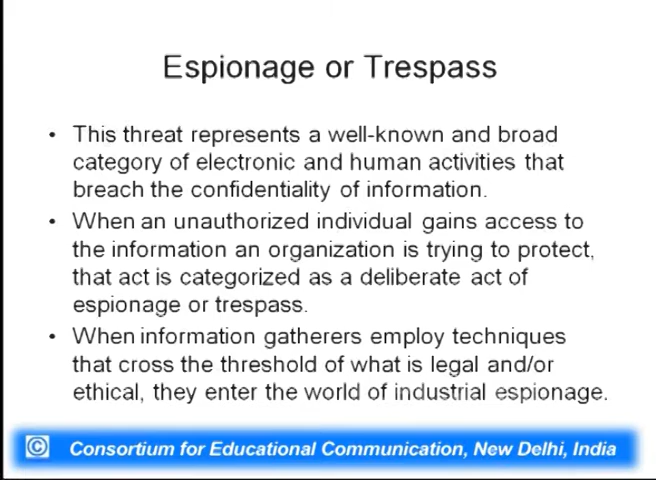 Espionage or Trespass
• This threat represents a well-known and broad
category of electronic and human activities that
breach the confidentiality of information.
• When an unauthorized individual gains access to
the information an organization is trying to protect,
that act is categorized as a deliberate act of
espionage or trespass.
• When information gatherers employ techniques
that cross the threshold of what is legal and/or
ethical, they enter the world of industrial espionage.
© Consortium for Educational Communication, New Delhi, India